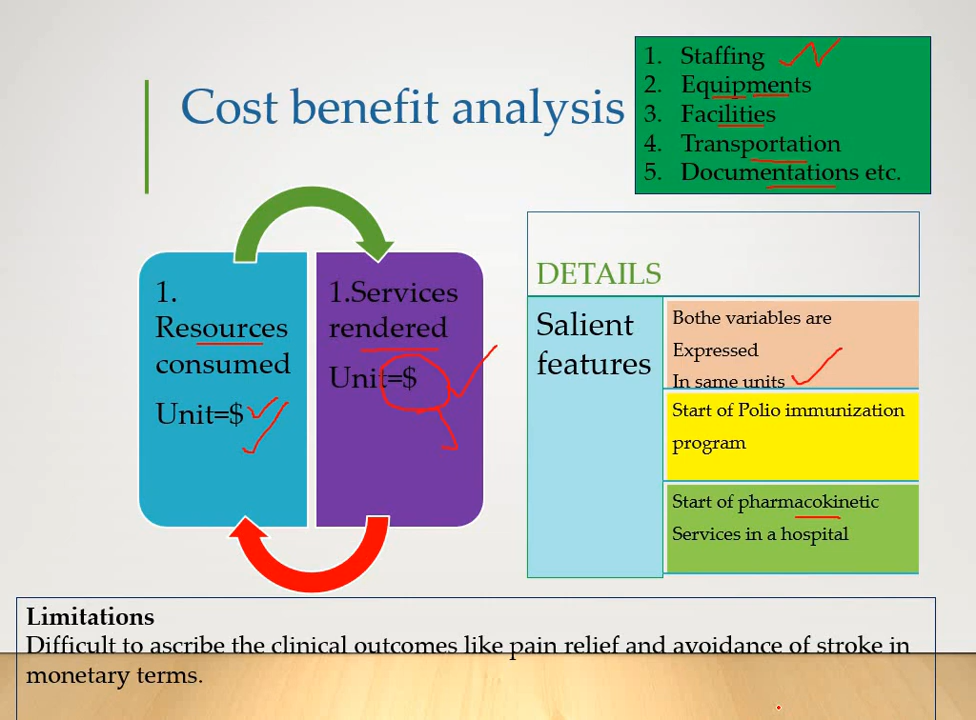 Cost benefit analysis
1. Staffing
2. Equipments
3. Facilities
4. Transportation
5. Documentations etc.
1.
Resources
consumed
Unit=$
1.Services
rendered
Unit=$
DETAILS
Salient
features
Bothe variables are
Expressed
In same units
Start of Polio immunization
program
Start of pharmacokinetic
Services in a hospital
Limitations
Difficult to ascribe the clinical outcomes like pain relief and avoidance of stroke in
monetary terms.